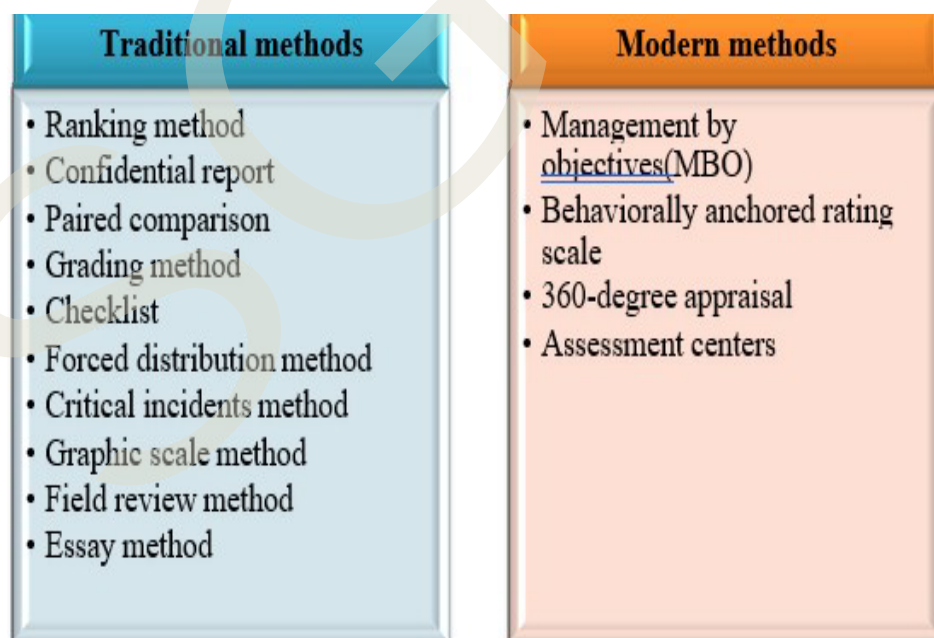 Traditional methods
• Ranking method
• Confidential report
• Paired comparison
• Grading method
• Checklist
• Forced distribution method
• Critical incidents method
• Graphic scale method
• Field review method
• Essay method
Modern methods
• Management by
objectives(MBO)
• Behaviorally anchored rating
scale
• 360-degree appraisal
• Assessment centers